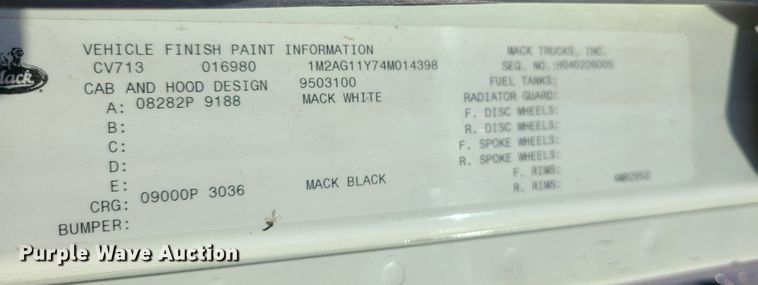 Mack
VEHICLE FINISH PAINT INFORMATION
CV713 016980 1M2AG11Y74M014398
CAB AND HOOD DESIGN 9503100
A: 08282P 9188 MACK WHITE
B:
C:
D:
E:
CRG: 09000P 3036 MACK BLACK
BUMPER:
MACK TRUCKS, INC.
SEQ. NO.:H040226005
FUEL TANKS:
RADIATOR GUARD:
F. DISC WHEELS:
R. DISC WHEELS:
F. SPOKE WHEELS:
R. SPOKE WHEELS:
F. RIMS:
R. RIMS:
Purple Wave Auction